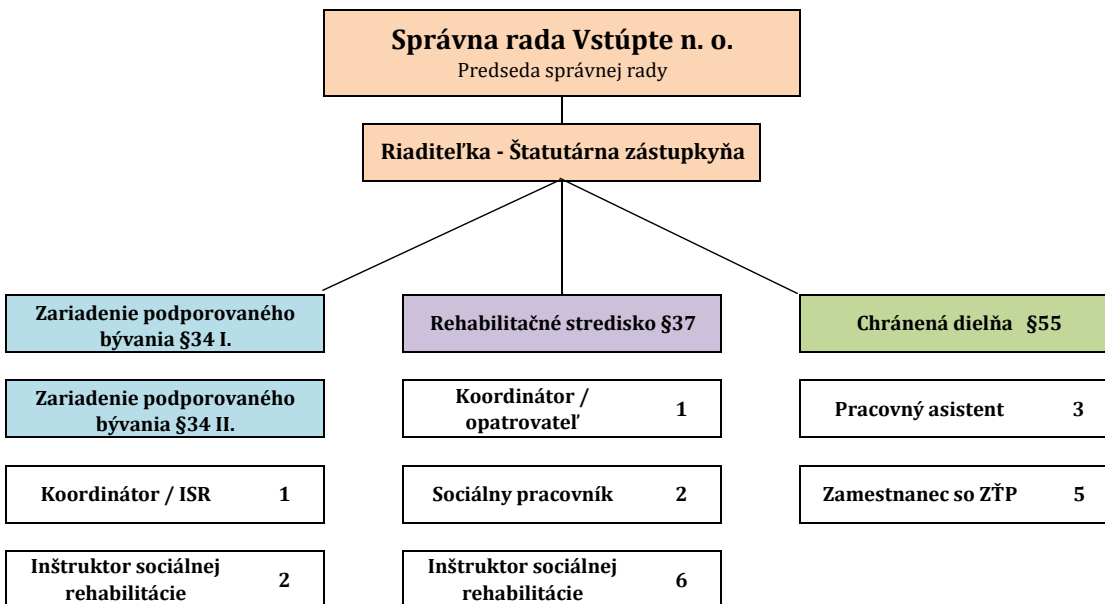 Správna rada Vstúpte n. o.
Predseda správnej rady
Riaditeľka - Štatutárna zástupkyňa
Zariadenie podporovaného
bývania §34 I.
Rehabilitačné stredisko §37
Chránená dielňa §55
Zariadenie podporovaného
bývania §34 II.
Koordinátor /
opatrovateľ
1
Pracovný asistent 3
Koordinátor / ISR 1
Sociálny pracovník 2
Zamestnanec so ZŤP 5
Inštruktor sociálnej
rehabilitácie
2
Inštruktor sociálnej
rehabilitácie
6